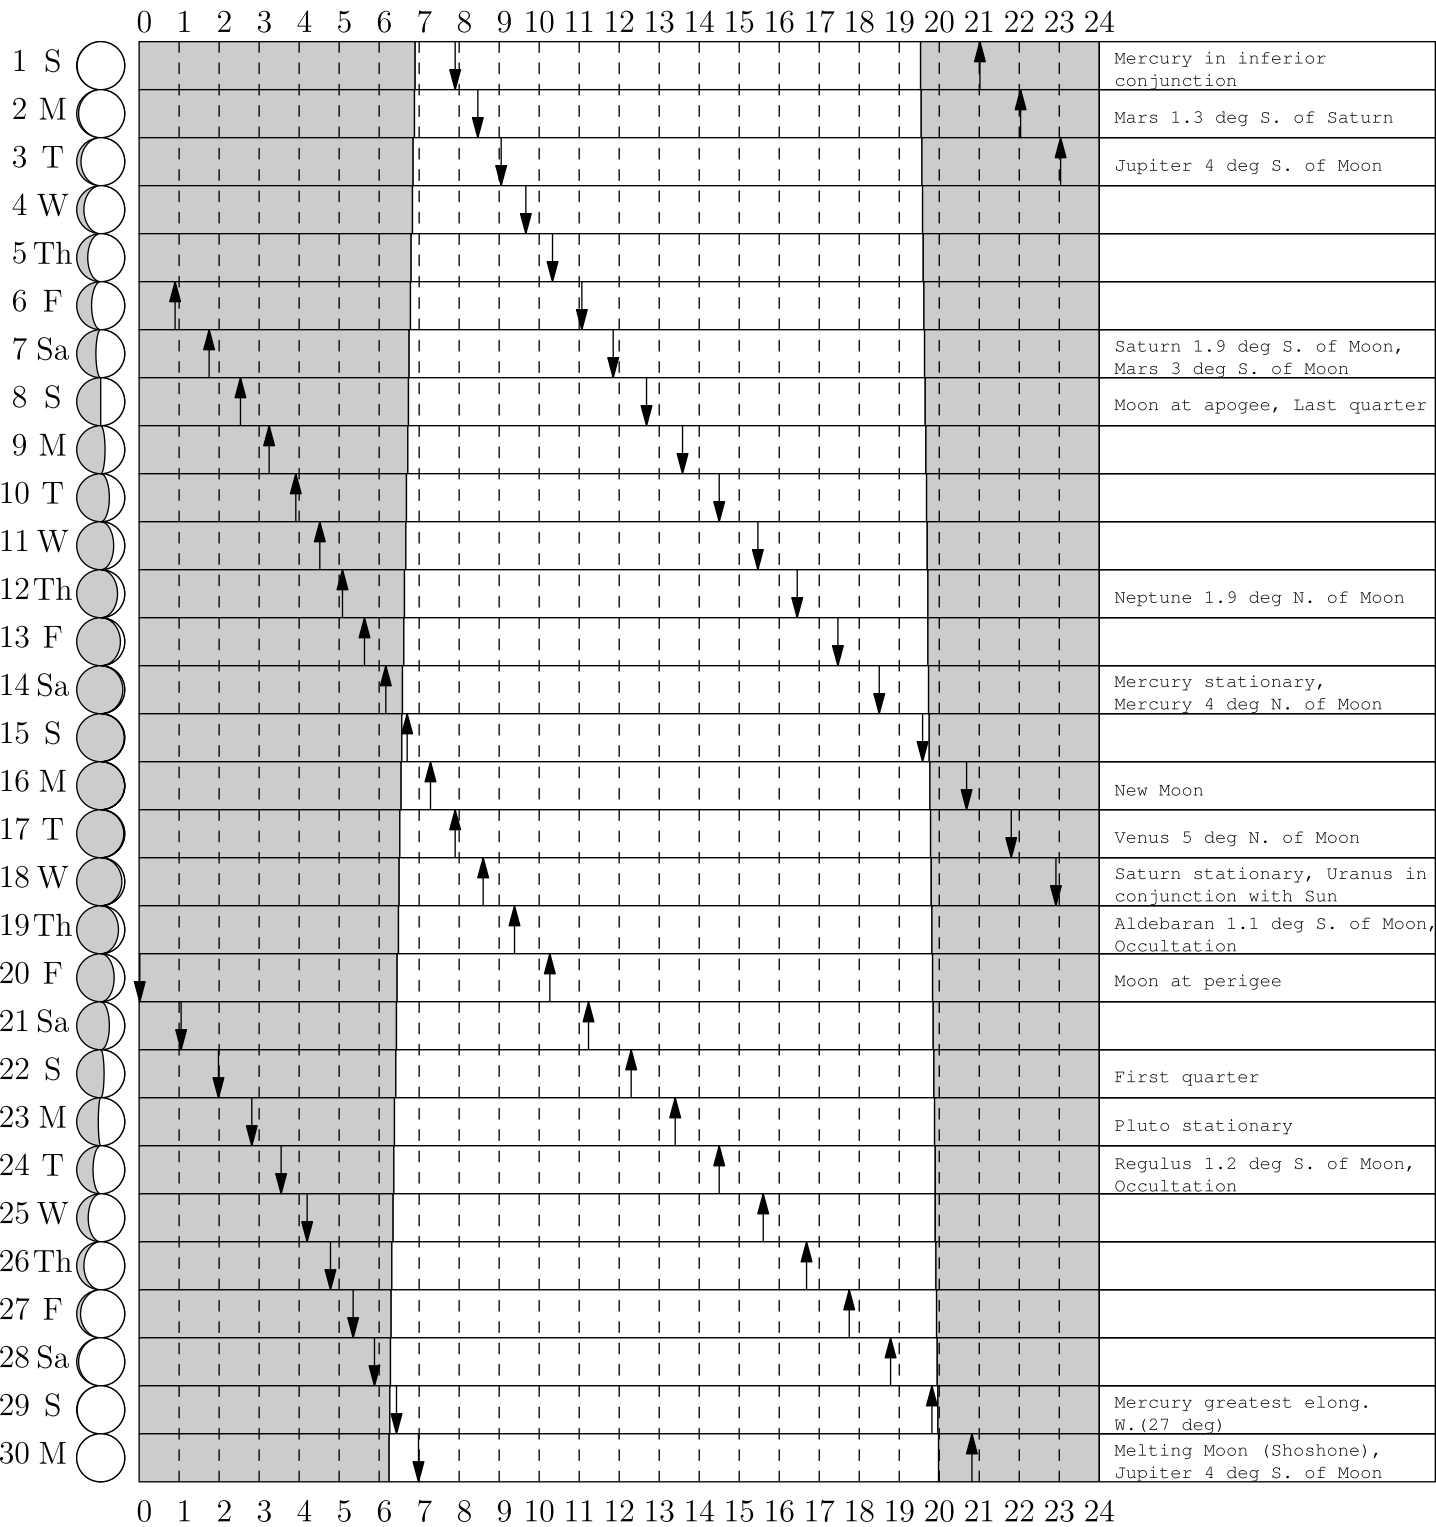 0 1 2 3 4 5 6 7 8 9 10 11 12 13 14 15 16 17 18 19 20 21 22 23 24
1 S Mercury in inferior
conjunction
2 M Mars 1.3 deg S. of Saturn
3 T Jupiter 4 deg S. of Moon
4 W
5 Th
6 F
7 Sa Saturn 1.9 deg S. of Moon,
Mars 3 deg S. of Moon
8 S Moon at apogee, Last quarter
9 M
10 T
11 W
12 Th Neptune 1.9 deg N. of Moon
13 F
14 Sa Mercury stationary,
Mercury 4 deg N. of Moon
15 S
16 M New Moon
17 T Venus 5 deg N. of Moon
18 W Saturn stationary, Uranus in
conjunction with Sun
19 Th Aldebaran 1.1 deg S. of Moon,
Occultation
20 F Moon at perigee
21 Sa
22 S First quarter
23 M Pluto stationary
24 T Regulus 1.2 deg S. of Moon,
Occultation
25 W
26 Th
27 F
28 Sa
29 S Mercury greatest elong.
W.(27 deg)
30 M Melting Moon (Shoshone),
Jupiter 4 deg S. of Moon
0 1 2 3 4 5 6 7 8 9 10 11 12 13 14 15 16 17 18 19 20 21 22 23 24